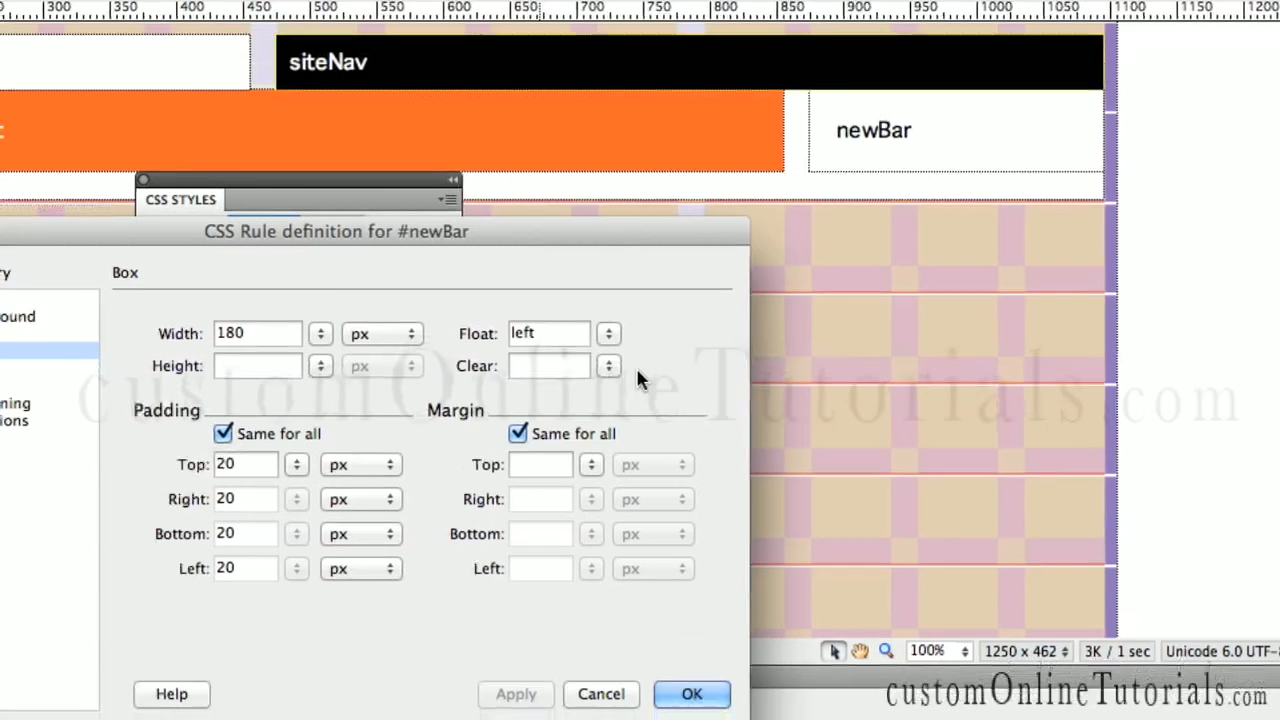 300 350 400 450 500 550 600 650 700 750 800 850 900 950 1000 1050 1100 1150 1200
siteNav
newBar
CSS STYLES
CSS Rule definition for #newBar
Box
Width: 180 px Float: left
Height: px Clear:
Padding Margin
Same for all Same for all
Top: 20 px Top: px
Right: 20 px Right: px
Bottom: 20 px Bottom: px
Left: 20 px Left: px
customOnlineTutorials.com
100% 1250 x 462 3K / 1 sec Unicode 6.0 UTF-
Help Apply Cancel OK
customOnlineTutorials.com